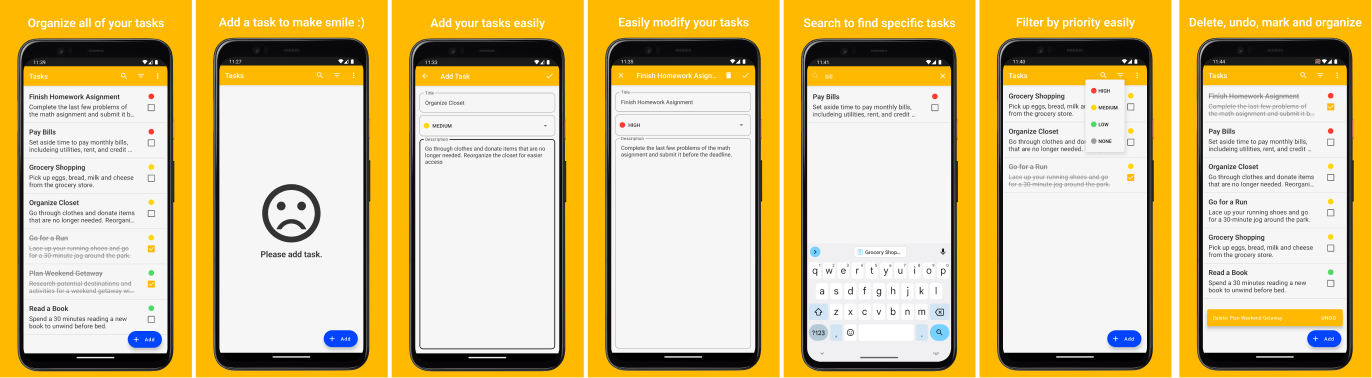 Organize all of your tasks
11:39
Tasks
Finish Homework Asignment
Complete the last few problems of
the math asignment and submit it b...
Pay Bills
Set aside time to pay monthly bills,
includeing utilities, rent, and credit ...
Grocery Shopping
Pick up eggs, bread, milk and cheese
from the grocery store.
Organize Closet
Go through clothes and donate items
that are no longer needed. Reorgani...
Go for a Run
Lace up your running shoes and go
for a 30-minute jog around the park.
Plan Weekend Getaway
Research potential destinations and
activities for a weekend getaway wi...
Read a Book
Spend a 30 minutes reading a new
book to unwind before bed.
+ Add
Add a task to make smile :)
11:27
Tasks
Please add task.
+ Add
Add your tasks easily
11:33
Add Task
Title
Organize Closet
MEDIUM
Description
Go through clothes and donate items that are no
longer needed. Reorganize the closet for easier
access
Easily modify your tasks
11:35
Finish Homework Asign...
Title
Finish Homework Asignment
HIGH
Description
Complete the last few problems of the math
asignment and submit it before the deadline.
Search to find specific tasks
11:41
bill
Pay Bills
Set aside time to pay monthly bills,
includeing utilities, rent, and credit ...
Grocery Shop...
q w e r t y u i o p
a s d f g h j k l
z x c v b n m
?123 , .
Filter by priority easily
11:40
Tasks
HIGH
MEDIUM
LOW
NONE
Grocery Shopping
Pick up eggs, bread, milk
from the grocery store.
Organize Closet
Go through clothes and
that are no longer needed.
Go for a Run
Lace up your running shoes and go
for a 30-minute jog around the park.
+ Add
Delete, undo, mark and organize
11:44
Tasks
Finish Homework Asignment
Complete the last few problems of
the math asignment and submit it b...
Pay Bills
Set aside time to pay monthly bills,
includeing utilities, rent, and credit ...
Organize Closet
Go through clothes and donate items
that are no longer needed. Reorgani...
Go for a Run
Lace up your running shoes and go
for a 30-minute jog around the park.
Grocery Shopping
Pick up eggs, bread, milk and cheese
from the grocery store.
Read a Book
Spend a 30 minutes reading a new
book to unwind before bed.
Delete: Plan Weekend Getaway UNDO
+ Add